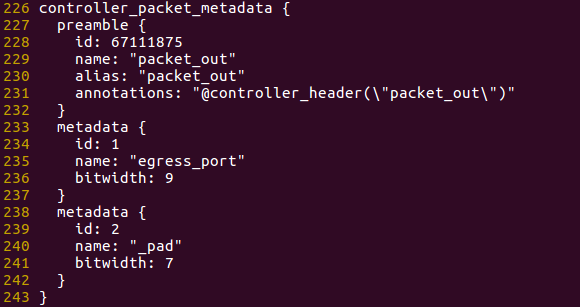 226 controller_packet_metadata {
227   preamble {
228     id: 67111875
229     name: "packet_out"
230     alias: "packet_out"
231     annotations: "@controller_header(\"packet_out\")"
232   }
233   metadata {
234     id: 1
235     name: "egress_port"
236     bitwidth: 9
237   }
238   metadata {
239     id: 2
240     name: "_pad"
241     bitwidth: 7
242   }
243 }